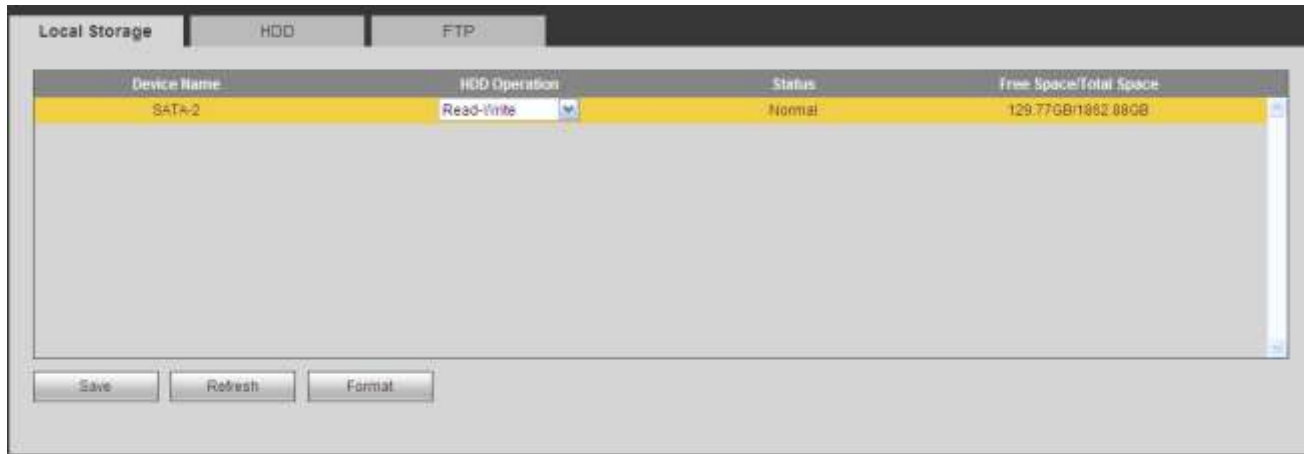 Local Storage HDD FTP
Device Name HDD Operation Status Free Space/Total Space
SATA-2 Read-Write Normal 129.77GB/1862.88GB
Save Refresh Format